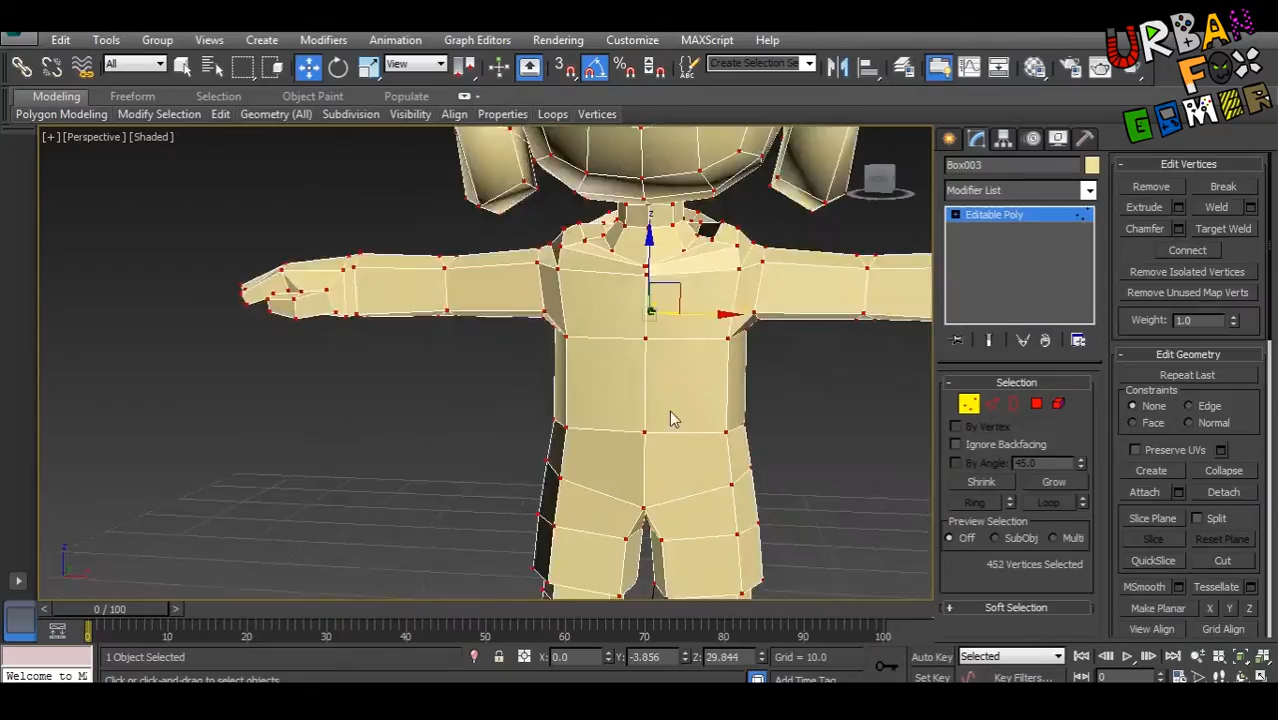 URBAN
FOX
GAMER
Edit Tools Group Views Create Modifiers Animation Graph Editors Rendering Customize MAXScript Help
All View 3 Create Selection Se
Modeling Freeform Selection Object Paint Populate
Polygon Modeling Modify Selection Edit Geometry (All) Subdivision Visibility Align Properties Loops Vertices
[+] [Perspective] [Shaded]
z
Box003
Modifier List
Editable Poly
Selection
By Vertex
Ignore Backfacing
By Angle: 45.0
Shrink Grow
Ring Loop
Preview Selection
Off SubObj Multi
452 Vertices Selected
Soft Selection
Edit Vertices
Remove Break
Extrude Weld
Chamfer Target Weld
Connect
Remove Isolated Vertices
Remove Unused Map Verts
Weight: 1.0
Edit Geometry
Repeat Last
Constraints
None Edge
Face Normal
Preserve UVs
Create Collapse
Attach Detach
Slice Plane Split
Slice Reset Plane
QuickSlice Cut
MSmooth Tessellate
Make Planar X Y Z
View Align Grid Align
z
0 / 100
0 10 20 30 40 50 60 70 80 90 100
1 Object Selected X: 0.0 Y: -3.856 Z: 29.844 Grid = 10.0 Auto Key Selected
Welcome to M Click or click-and-drag to select objects Add Time Tag Set Key Key Filters... 0